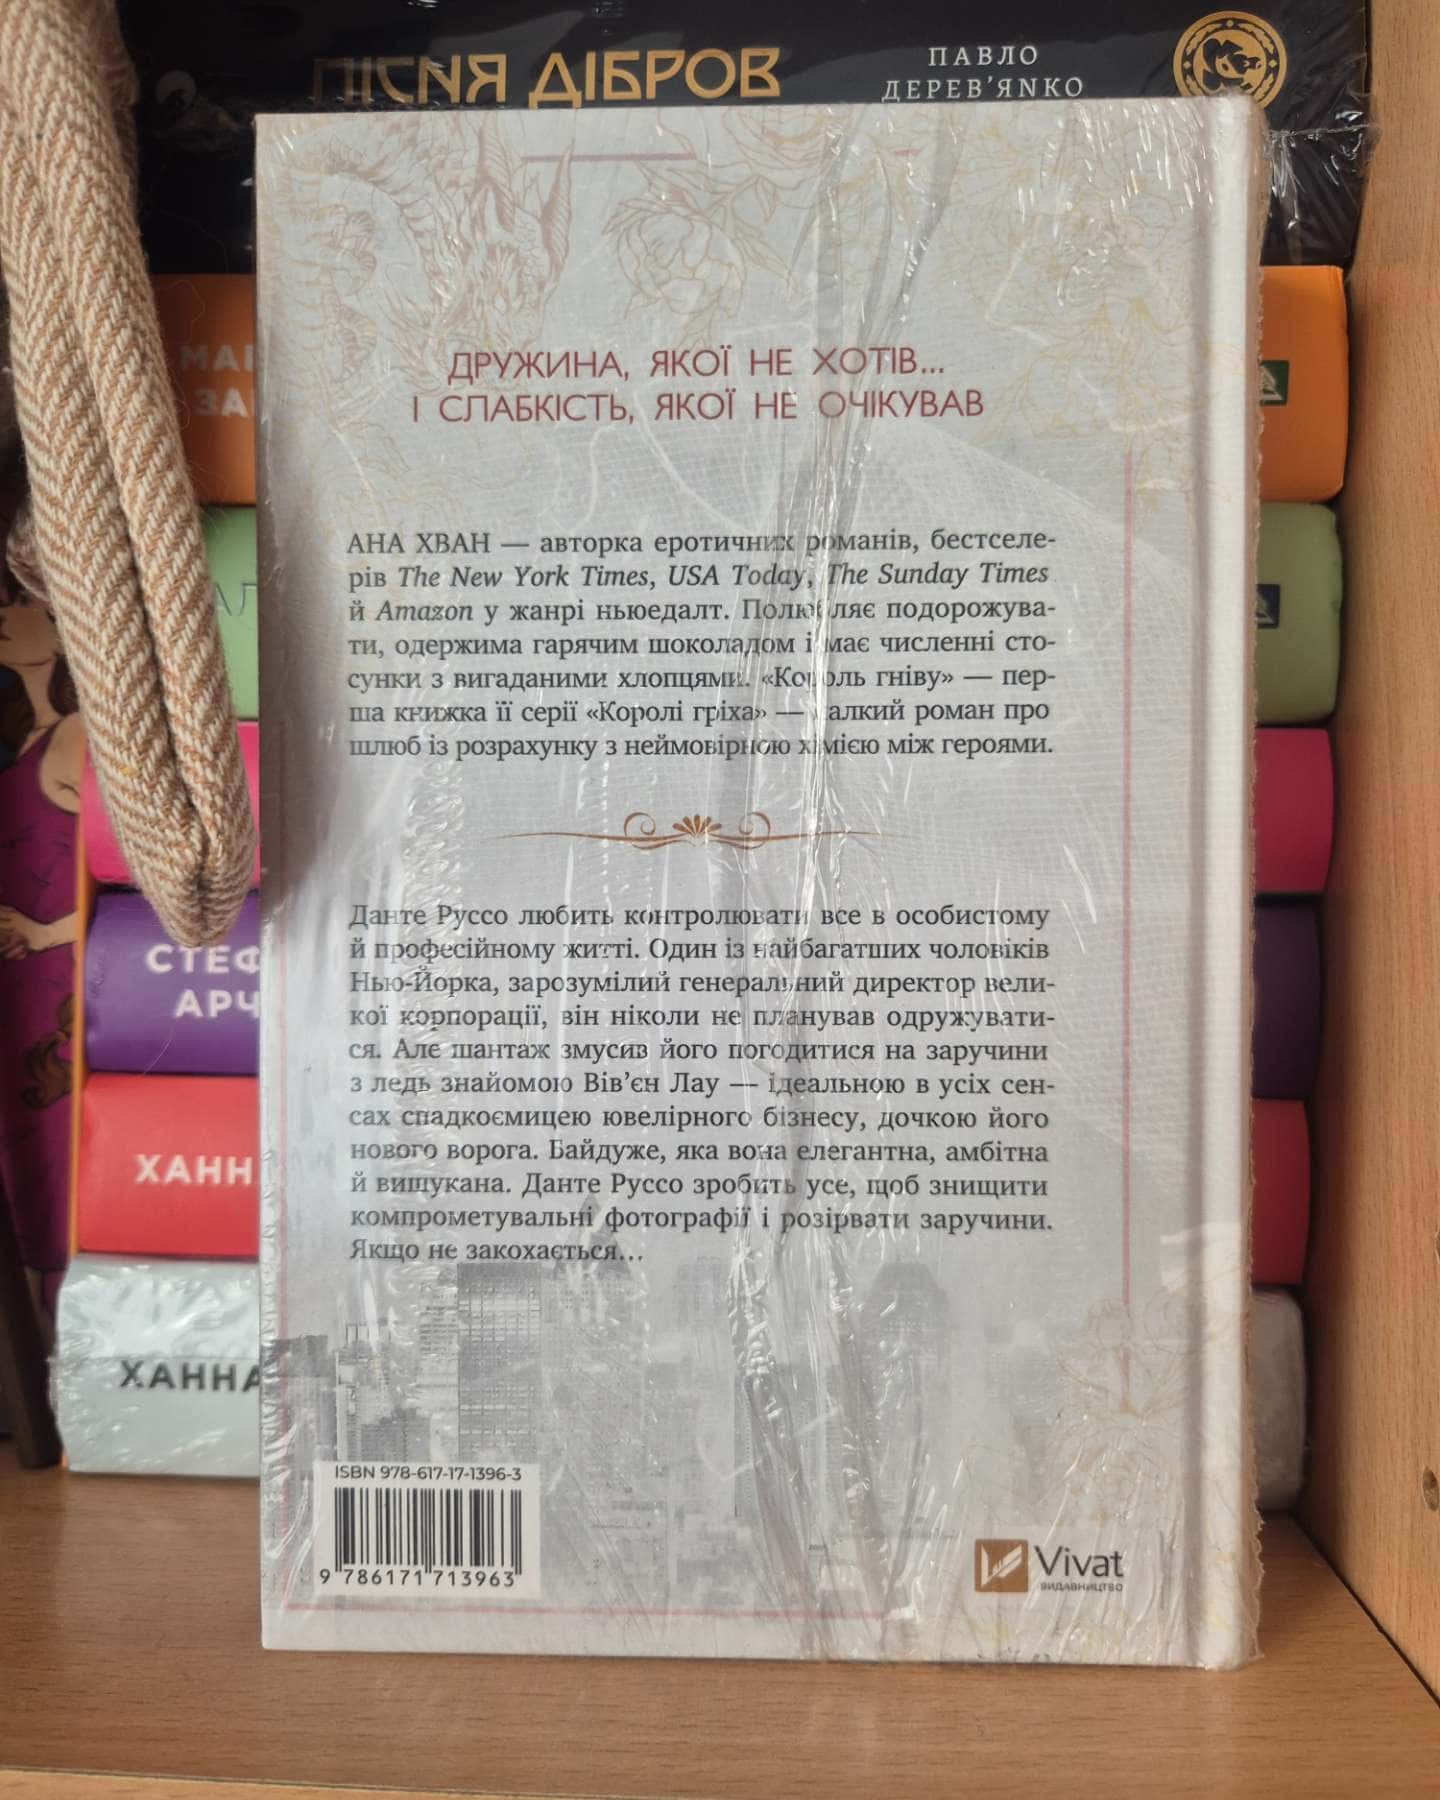 ПІСНЯ ДІБРОВ
ПАВЛО
ДЕРЕВ'ЯНКО
ДРУЖИНА, ЯКОЇ НЕ ХОТІВ...
І СЛАБКІСТЬ, ЯКОЇ НЕ ОЧІКУВАВ
АНА ХВАН — авторка еротичних романів, бестселе-
рів The New York Times, USA Today, The Sunday Times
й Amazon у жанрі ньюедалт. Полюбляє подорожува-
ти, одержима гарячим шоколадом і має численні сто-
сунки з вигаданими хлопцями. «Король гніву» — пер-
ша книжка її серії «Королі гріха» — палкий роман про
шлюб із розрахунку з неймовірною хімією між героями.
Данте Руссо любить контролювати все в особистому
й професійному житті. Один із найбагатших чоловіків
Нью-Йорка, зарозумілий генеральний директор вели-
кої корпорації, він ніколи не планував одружувати-
ся. Але шантаж змусив його погодитися на заручини
з ледь знайомою Вів'єн Лау — ідеальною в усіх сен-
сах спадкоємицею ювелірного бізнесу, дочкою його
нового ворога. Байдуже, яка вона елегантна, амбітна
й вишукана. Данте Руссо зробить усе, щоб знищити
компрометувальні фотографії і розірвати заручини.
Якщо не закохається...
СТЕФ
АРЧ
ХАНН
ХАННА
ISBN 978-617-17-1396-3
9 786171 713963
Vivat
ВИДАВНИЦТВО